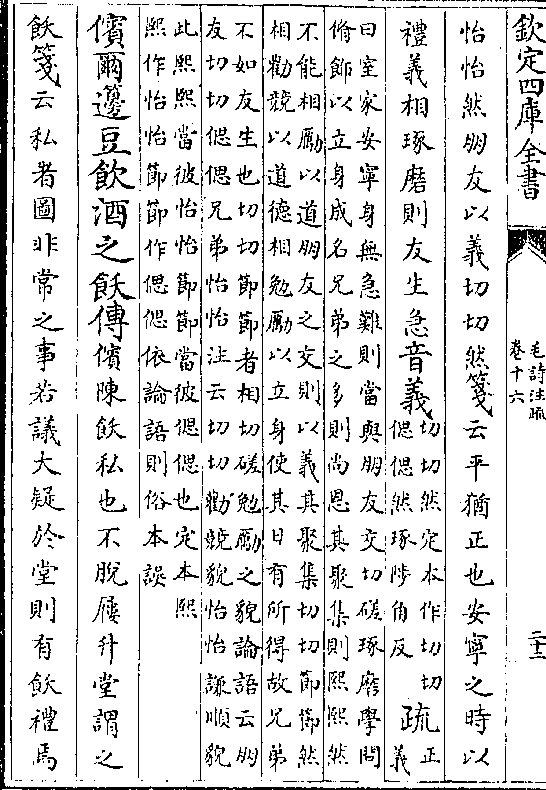 欽定四庫全書
毛詩注疏
卷十六
二十二
怡怡然朋友以義切切然箋云平猶正也安寧之時以
禮義相琢磨則友生急音義
切切然定本作切切
偲偲然琢陟角反
疏
正
義
曰室家安寧身無急難則當與朋友交切磋琢磨學問
脩飾以立身成名兄弟之多則尚恩其聚集則熙熙然
不能相勵以道朋友之交則以義其聚集切切節節然
相勸競以道德相勉勵以立身使其日有所得故兄弟
不如友生也切切節節者相切磋勉勵之貌論語云朋
友切切偲偲兄弟怡怡注云切切勸競貌怡怡謙順貌
此熙熙當彼怡怡節節當彼偲偲也定本熙
熙作怡怡節節作偲偲依論語則俗本誤
儐爾籩豆飲酒之飫傳儐陳飫私也不脫屨升堂謂之
飫箋云私者圖非常之事若議大疑於堂則有飫禮焉